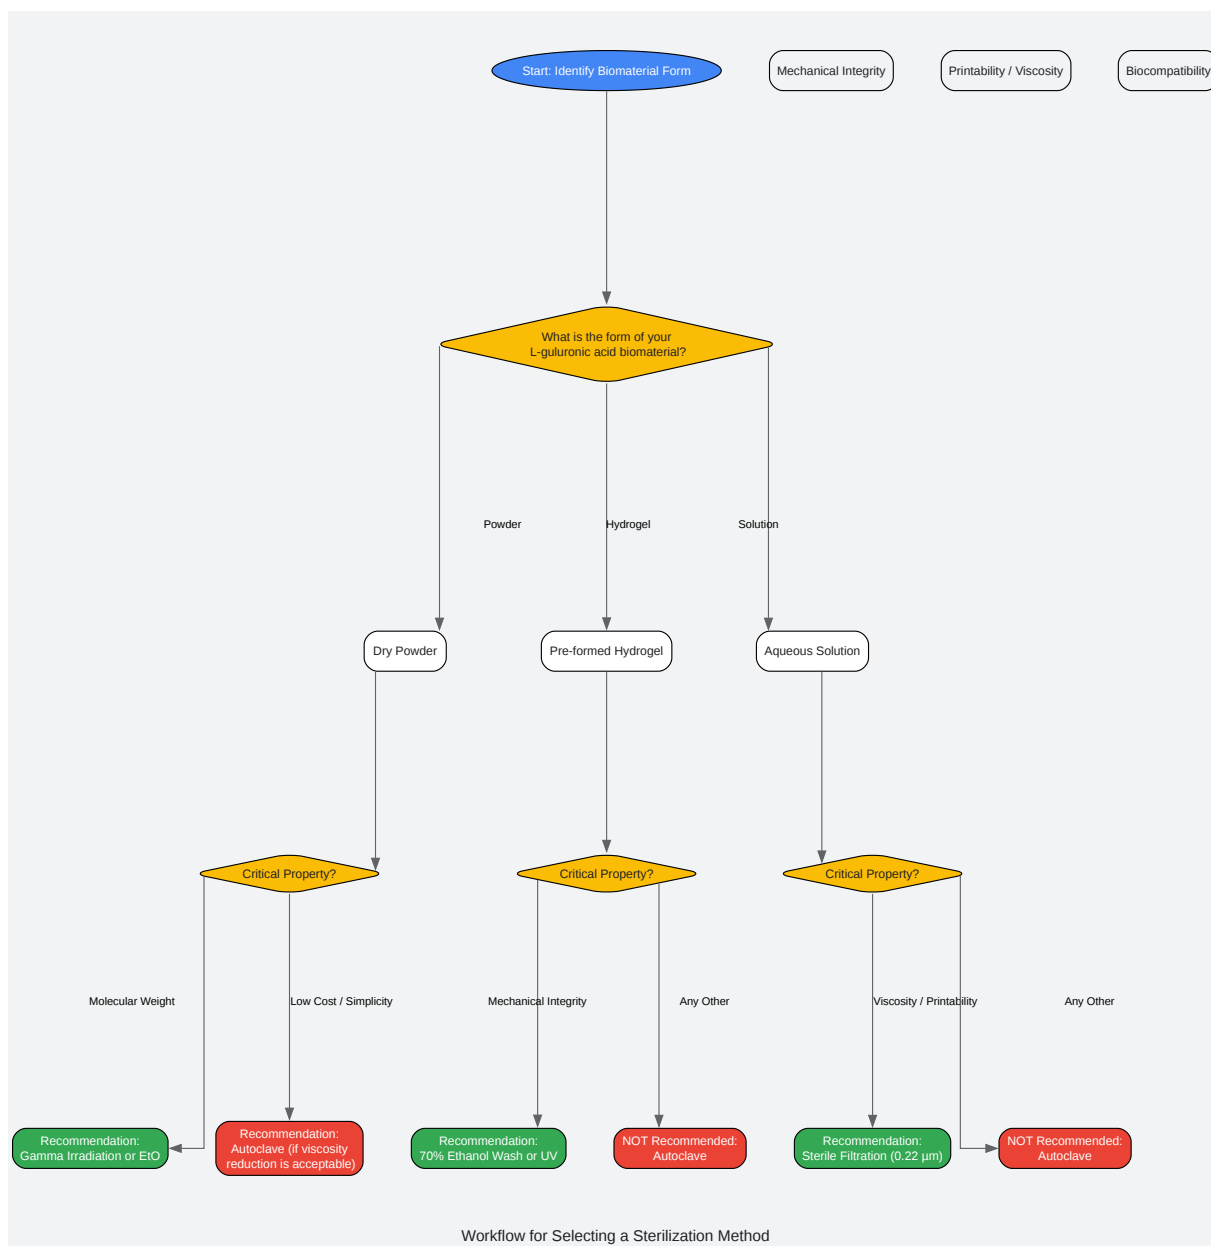 Start: Identify Biomaterial Form
Mechanical Integrity
Printability / Viscosity
Biocompatibility
What is the form of your
L-guluronic acid biomaterial?
Powder
Hydrogel
Solution
Dry Powder
Pre-formed Hydrogel
Aqueous Solution
Critical Property?
Critical Property?
Critical Property?
Molecular Weight
Low Cost / Simplicity
Mechanical Integrity
Any Other
Viscosity / Printability
Any Other
Recommendation:
Gamma Irradiation or EtO
Recommendation:
Autoclave (if viscosity
reduction is acceptable)
Recommendation:
70% Ethanol Wash or UV
NOT Recommended:
Autoclave
Recommendation:
Sterile Filtration (0.22 µm)
NOT Recommended:
Autoclave
Workflow for Selecting a Sterilization Method